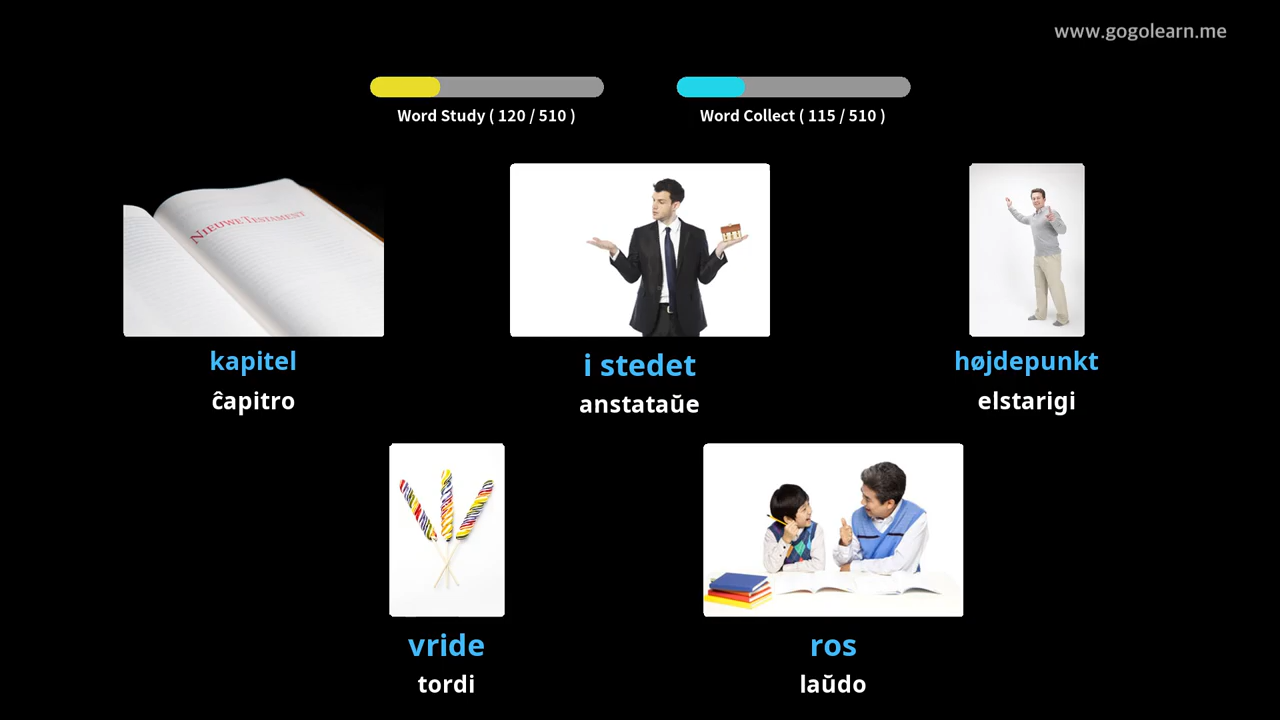 www.gogolearn.me
Word Study ( 120 / 510 )
Word Collect ( 115 / 510 )
NIEUWE TESTAMENT
kapitel
ĉapitro
i stedet
anstataŭe
højdepunkt
elstarigi
vride
tordi
ros
laŭdo